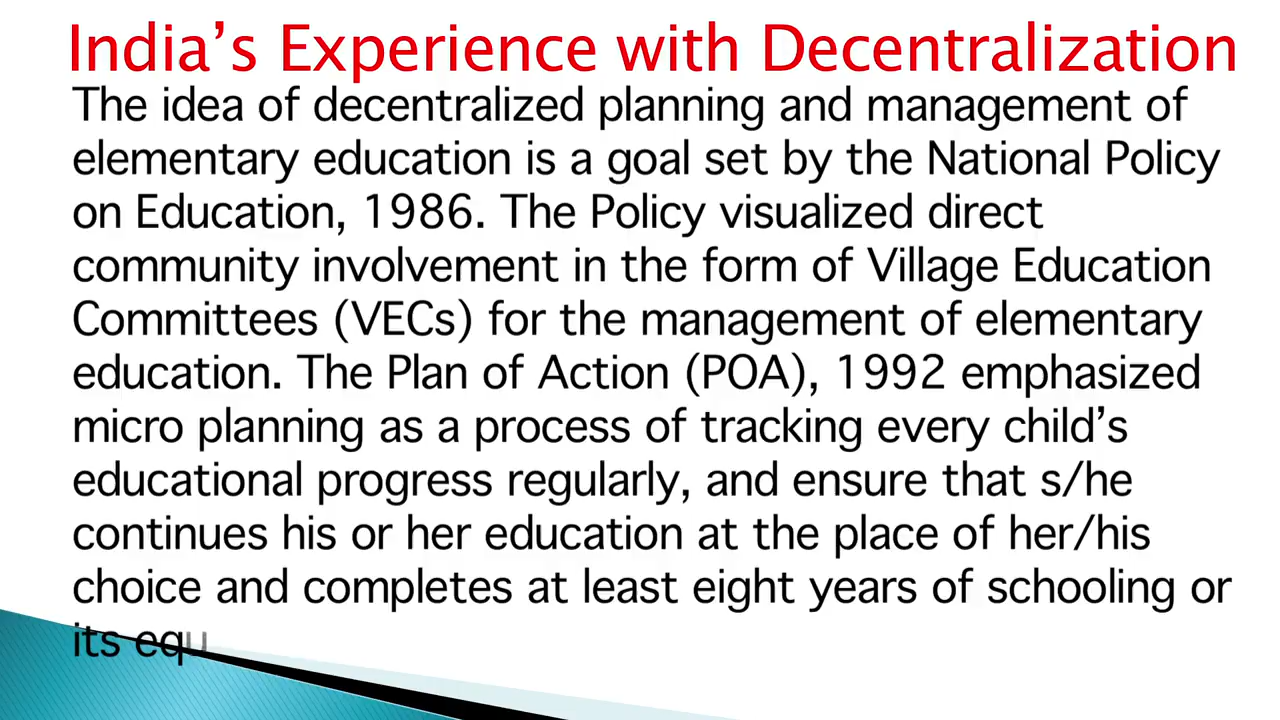 India’s Experience with Decentralization
The idea of decentralized planning and management of
elementary education is a goal set by the National Policy
on Education, 1986. The Policy visualized direct
community involvement in the form of Village Education
Committees (VECs) for the management of elementary
education. The Plan of Action (POA), 1992 emphasized
micro planning as a process of tracking every child’s
educational progress regularly, and ensure that s/he
continues his or her education at the place of her/his
choice and completes at least eight years of schooling or
its equ